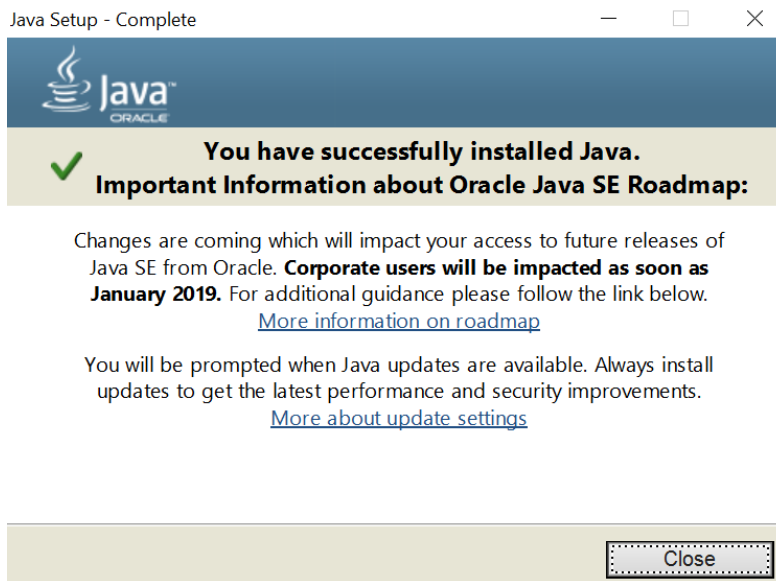 Java Setup - Complete
Java™
ORACLE
You have successfully installed Java.
Important Information about Oracle Java SE Roadmap:
Changes are coming which will impact your access to future releases of
Java SE from Oracle. Corporate users will be impacted as soon as
January 2019. For additional guidance please follow the link below.
More information on roadmap
You will be prompted when Java updates are available. Always install
updates to get the latest performance and security improvements.
More about update settings
Close